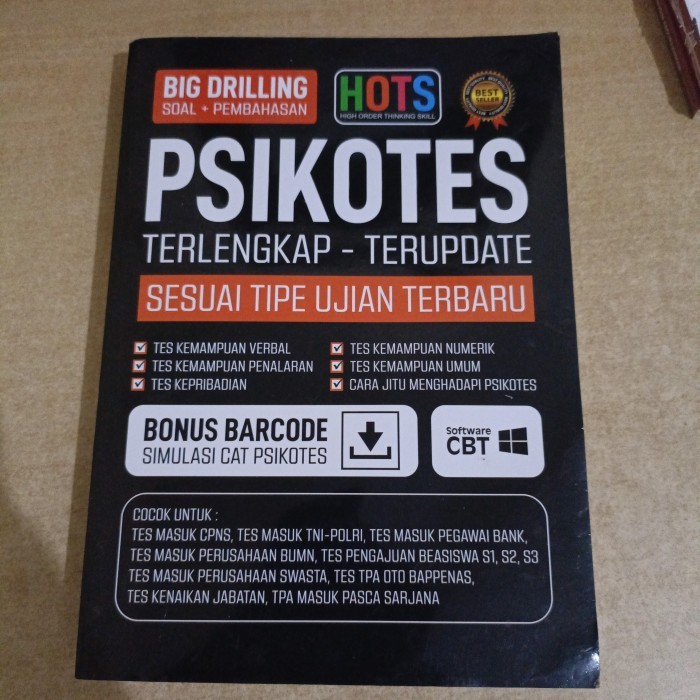 BIG DRILLING
SOAL + PEMBAHASAN
HOTS
HIGH ORDER THINKING SKILL
BEST
SELLER
PSIKOTES
TERLENGKAP - TERUPDATE
SESUAI TIPE UJIAN TERBARU
TES KEMAMPUAN VERBAL
TES KEMAMPUAN PENALARAN
TES KEPRIBADIAN
TES KEMAMPUAN NUMERIK
TES KEMAMPUAN UMUM
CARA JITU MENGHADAPI PSIKOTES
BONUS BARCODE
SIMULASI CAT PSIKOTES
Software
CBT
COCOK UNTUK :
TES MASUK CPNS, TES MASUK TNI-POLRI, TES MASUK PEGAWAI BANK,
TES MASUK PERUSAHAAN BUMN, TES PENGAJUAN BEASISWA S1, S2, S3
TES MASUK PERUSAHAAN SWASTA, TES TPA OTO BAPPENAS,
TES KENAIKAN JABATAN, TPA MASUK PASCA SARJANA